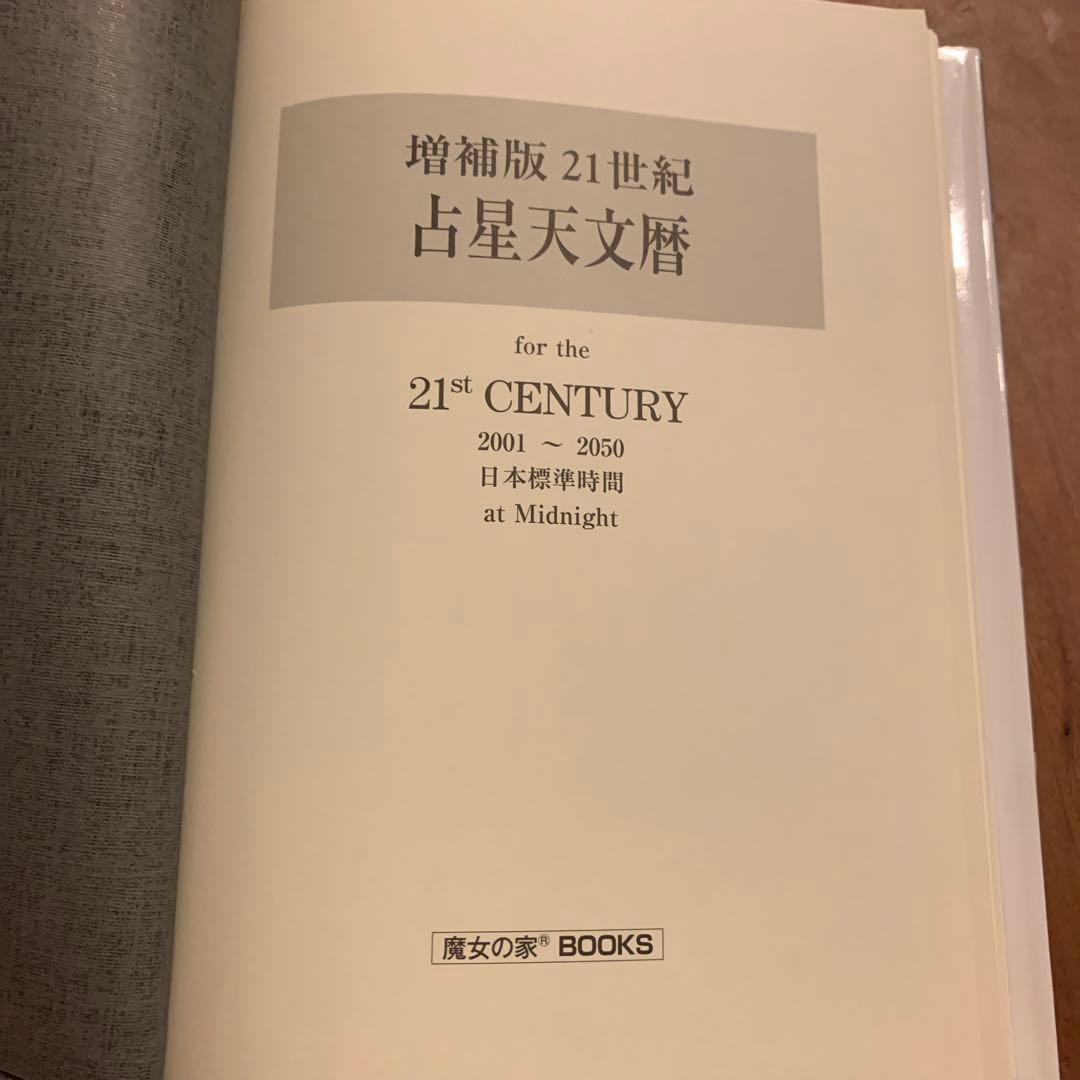 増補版 21世紀
占星天文暦
for the
21st CENTURY
2001 ～ 2050
日本標準時間
at Midnight
魔女の家® BOOKS